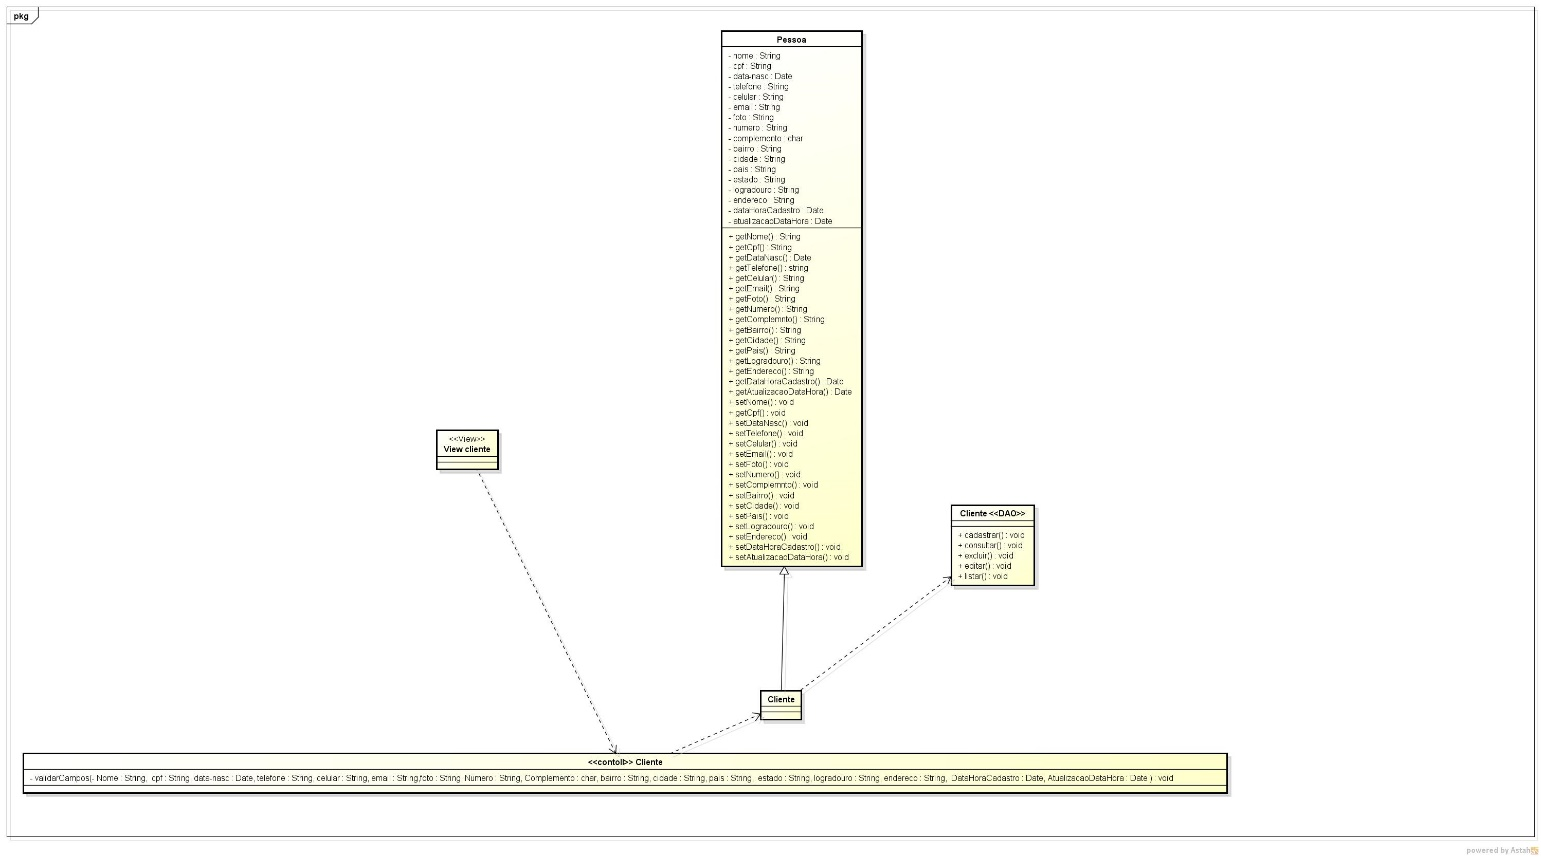 pkg
Pessoa
- nome : String
- cpf : String
- data-nasc : Date
- telefone : String
- celular : String
- email : String
- foto : String
- numero : String
- complemento : char
- bairro : String
- cidade : String
- pais : String
- estado : String
- logradouro : String
- endereco : String
- dataHoraCadastro : Date
- atualizacaoDataHora : Date
+ getNome() : String
+ getCpf() : String
+ getDataNasc() : Date
+ getTelefone() : string
+ getCelular() : String
+ getEmail() : String
+ getFoto() : String
+ getNumero() : String
+ getComplemnto() : String
+ getBairro() : String
+ getCidade() : String
+ getPais() : String
+ getLogradouro() : String
+ getEndereco() : String
+ getDataHoraCadastro() : Date
+ getAtualizacaoDataHora() : Date
+ setNome() : void
+ getCpf() : void
+ setDataNasc() : void
+ setTelefone() : void
+ setCelular() : void
+ setEmail() : void
+ setFoto() : void
+ setNumero() : void
+ setComplemnto() : void
+ setBairro() : void
+ setCidade() : void
+ setPais() : void
+ setLogradouro() : void
+ setEndereco() : void
+ setDataHoraCadastro() : void
+ setAtualizacaoDataHora() : void
<<View>>
View cliente
Cliente <<DAO>>
+ cadastrar() : void
+ consultar() : void
+ excluir() : void
+ editar() : void
+ listar() : void
Cliente
<<contoll>> Cliente
- validarCampos(- Nome : String, cpf : String, data-nasc : Date, telefone : String, celular : String, email : String,foto : String, Numero : String, Complemento : char, bairro : String, cidade : String, pais : String, estado : String, logradouro : String, endereco : String, DataHoraCadastro : Date, AtualizacaoDataHora : Date ) : void
powered by Astah